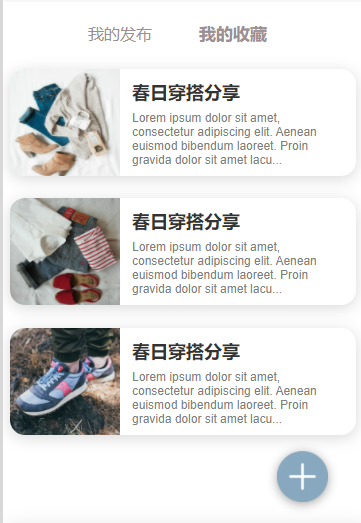 我的发布 我的收藏
春日穿搭分享
Lorem ipsum dolor sit amet,
consectetur adipiscing elit. Aenean
euismod bibendum laoreet. Proin
gravida dolor sit amet lacu...
春日穿搭分享
Lorem ipsum dolor sit amet,
consectetur adipiscing elit. Aenean
euismod bibendum laoreet. Proin
gravida dolor sit amet lacu...
春日穿搭分享
Lorem ipsum dolor sit amet,
consectetur adipiscing elit. Aenean
euismod bibendum laoreet. Proin
gravida dolor sit amet lacu...